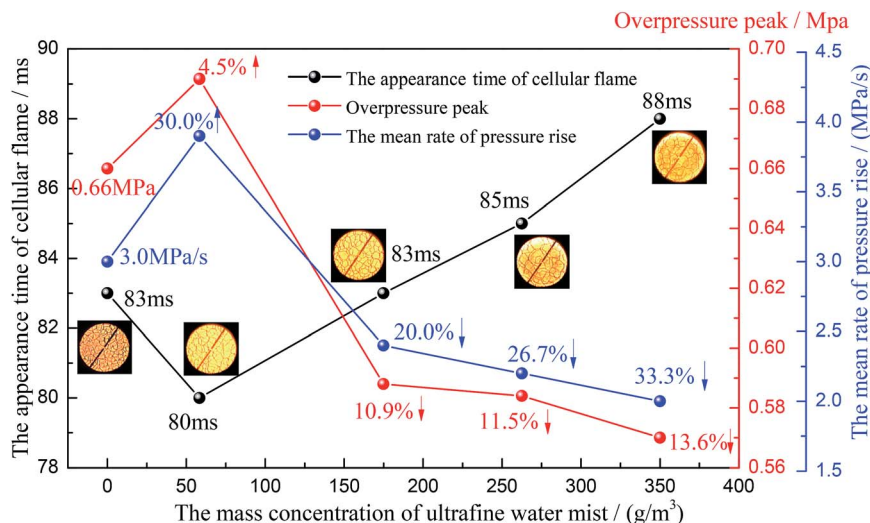 Overpressure peak / Mpa
90
88
86
84
82
80
78
The appearance time of cellular flame / ms
0
50
100
150
200
250
300
350
400
The mass concentration of ultrafine water mist / (g/m³)
0.70
0.68
0.66
0.64
0.62
0.60
0.58
0.56
4.5
4.0
3.5
3.0
2.5
2.0
1.5
The mean rate of pressure rise / (MPa/s)
The appearance time of cellular flame
Overpressure peak
The mean rate of pressure rise
4.5% ↑
30.0% ↑
0.66MPa
3.0MPa/s
83ms
80ms
83ms
85ms
88ms
20.0% ↓
26.7% ↓
33.3% ↓
10.9% ↓
11.5% ↓
13.6% ↓